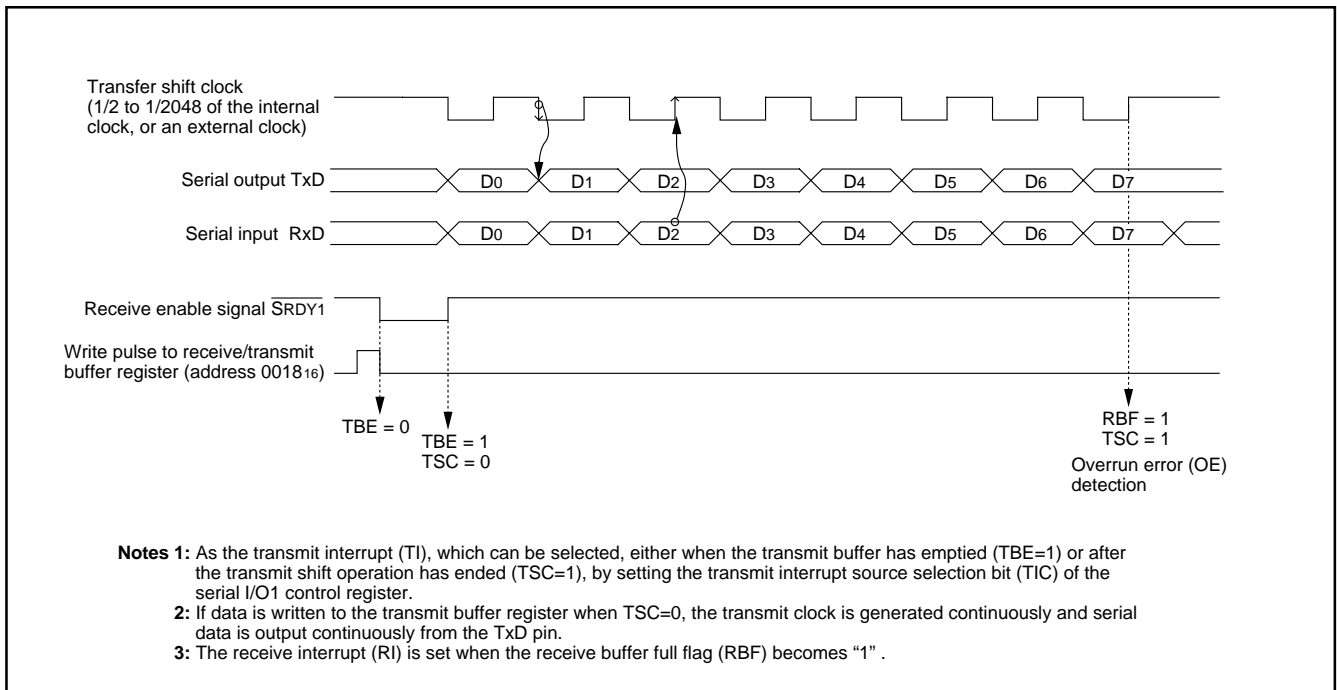 Transfer shift clock
(1/2 to 1/2048 of the internal
clock, or an external clock)
Serial output TxD
D0 D1 D2 D3 D4 D5 D6 D7
Serial input RxD
D0 D1 D2 D3 D4 D5 D6 D7
Receive enable signal SRDY1
Write pulse to receive/transmit
buffer register (address 001816)
TBE = 0
TBE = 1
TSC = 0
RBF = 1
TSC = 1
Overrun error (OE)
detection
Notes 1: As the transmit interrupt (TI), which can be selected, either when the transmit buffer has emptied (TBE=1) or after
the transmit shift operation has ended (TSC=1), by setting the transmit interrupt source selection bit (TIC) of the
serial I/O1 control register.
2: If data is written to the transmit buffer register when TSC=0, the transmit clock is generated continuously and serial
data is output continuously from the TxD pin.
3: The receive interrupt (RI) is set when the receive buffer full flag (RBF) becomes “1” .